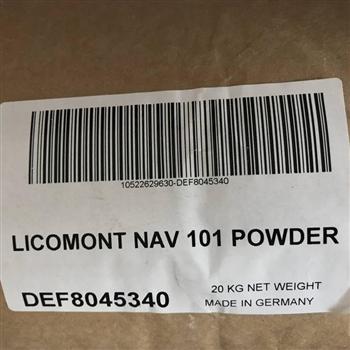 10522629630-DEF8045340
LICOMONT NAV 101 POWDER
DEF8045340
20 KG NET WEIGHT
MADE IN GERMANY